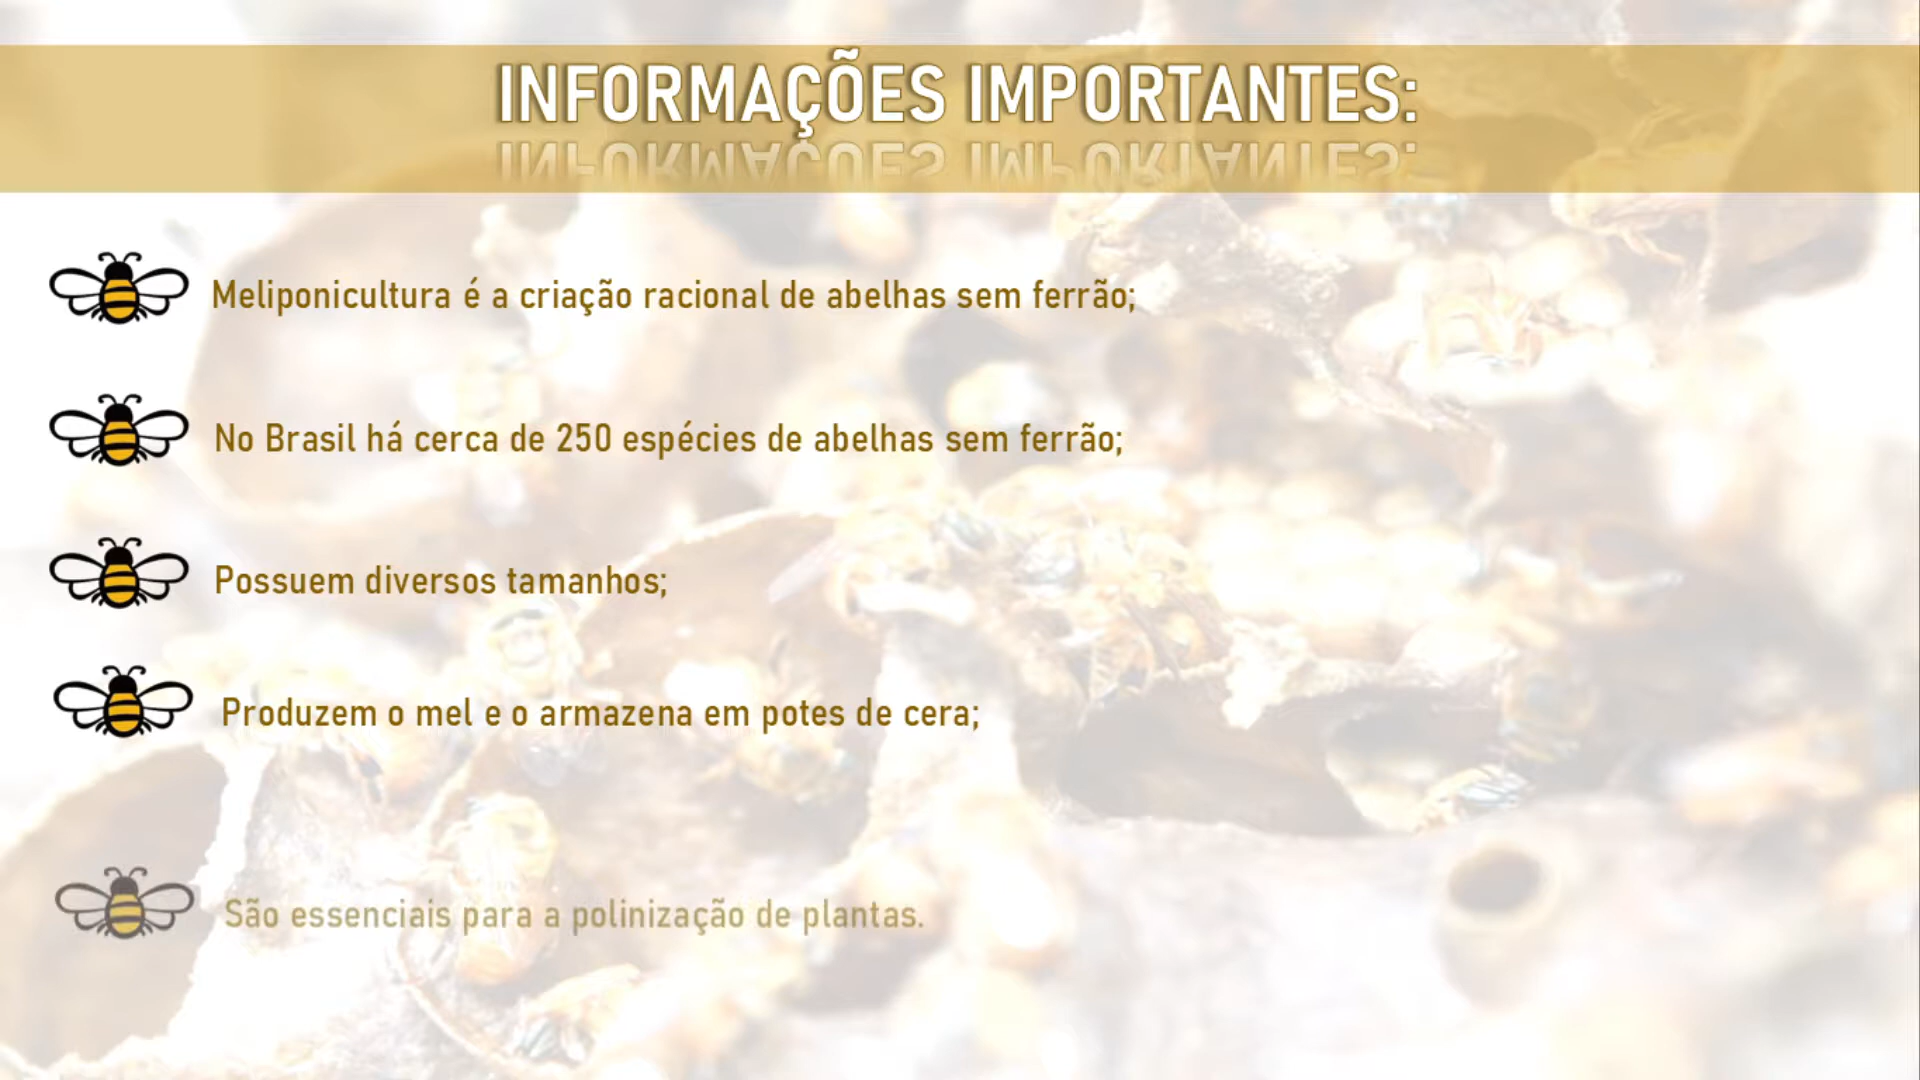 INFORMAÇÕES IMPORTANTES:
Meliponicultura é a criação racional de abelhas sem ferrão;
No Brasil há cerca de 250 espécies de abelhas sem ferrão;
Possuem diversos tamanhos;
Produzem o mel e o armazena em potes de cera;
São essenciais para a polinização de plantas.